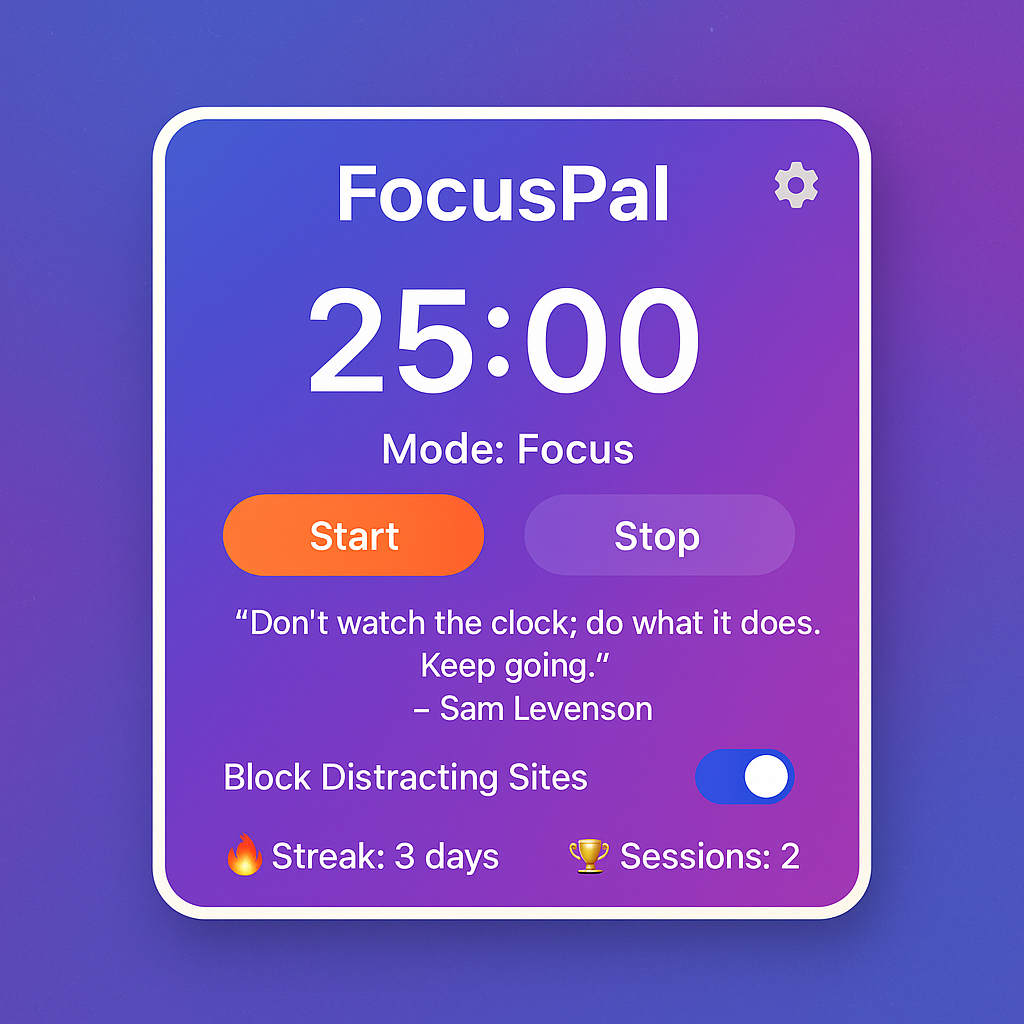 FocusPal
25:00
Mode: Focus
Start Stop
“Don't watch the clock; do what it does.
Keep going.”
– Sam Levenson
Block Distracting Sites
🔥 Streak: 3 days 🏆 Sessions: 2